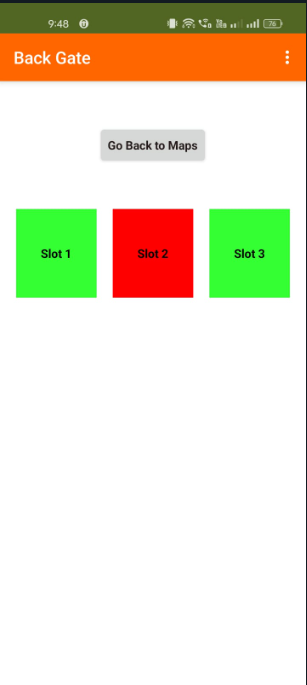 9:48
Back Gate
Go Back to Maps
Slot 1
Slot 2
Slot 3